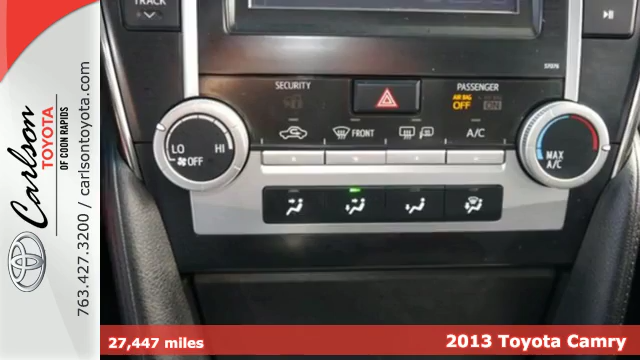 TRACK
57076
SECURITY
PASSENGER
AIR BAG
OFF
ON
FRONT
A/C
LO
HI
OFF
MAX
A/C
Carlson
TOYOTA
OF COON RAPIDS
763.427.3200 / carlsontoyota.com
27,447 miles
2013 Toyota Camry